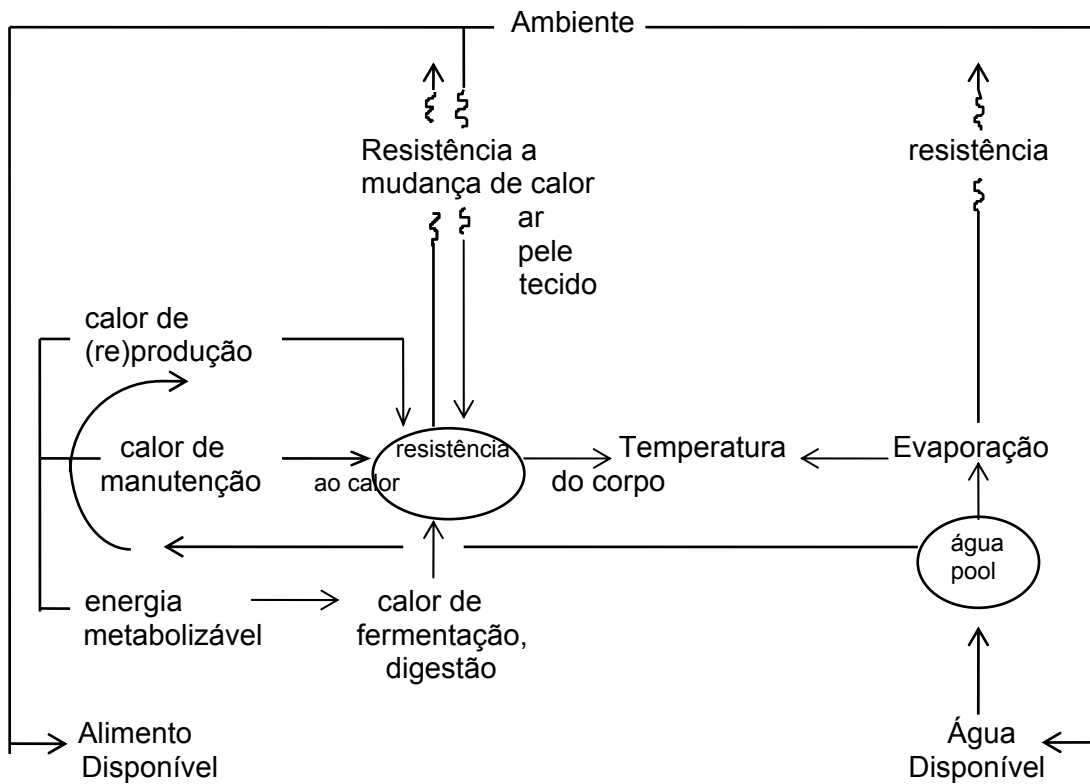 Ambiente
Resistência a
mudança de calor
ar
pele
tecido
resistência
calor de
(re)produção
calor de
manutenção
resistência
ao calor
Temperatura
do corpo
Evaporação
água
pool
energia
metabolizável
calor de
fermentação,
digestão
Alimento
Disponível
Água
Disponível